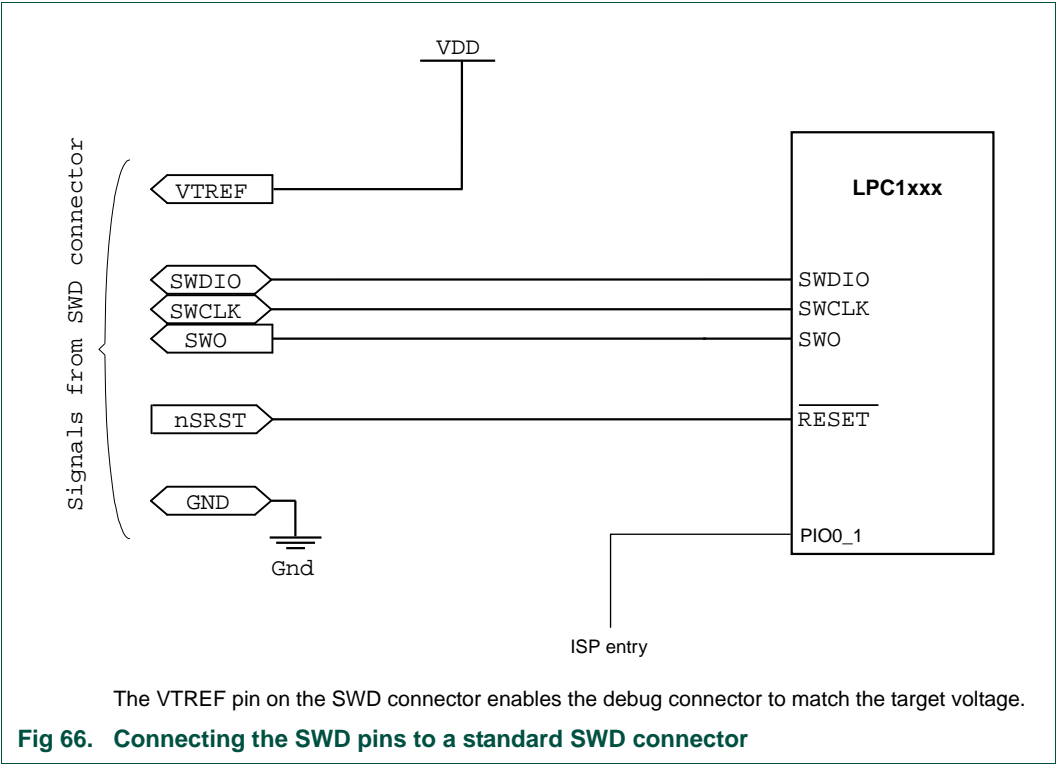 VDD
Signals from SWD connector
VTREF
LPC1xxx
SWDIO
SWDIO
SWCLK
SWCLK
SWO
SWO
nSRST
RESET
GND
Gnd
PIO0_1
ISP entry
The VTREF pin on the SWD connector enables the debug connector to match the target voltage.
Fig 66. Connecting the SWD pins to a standard SWD connector